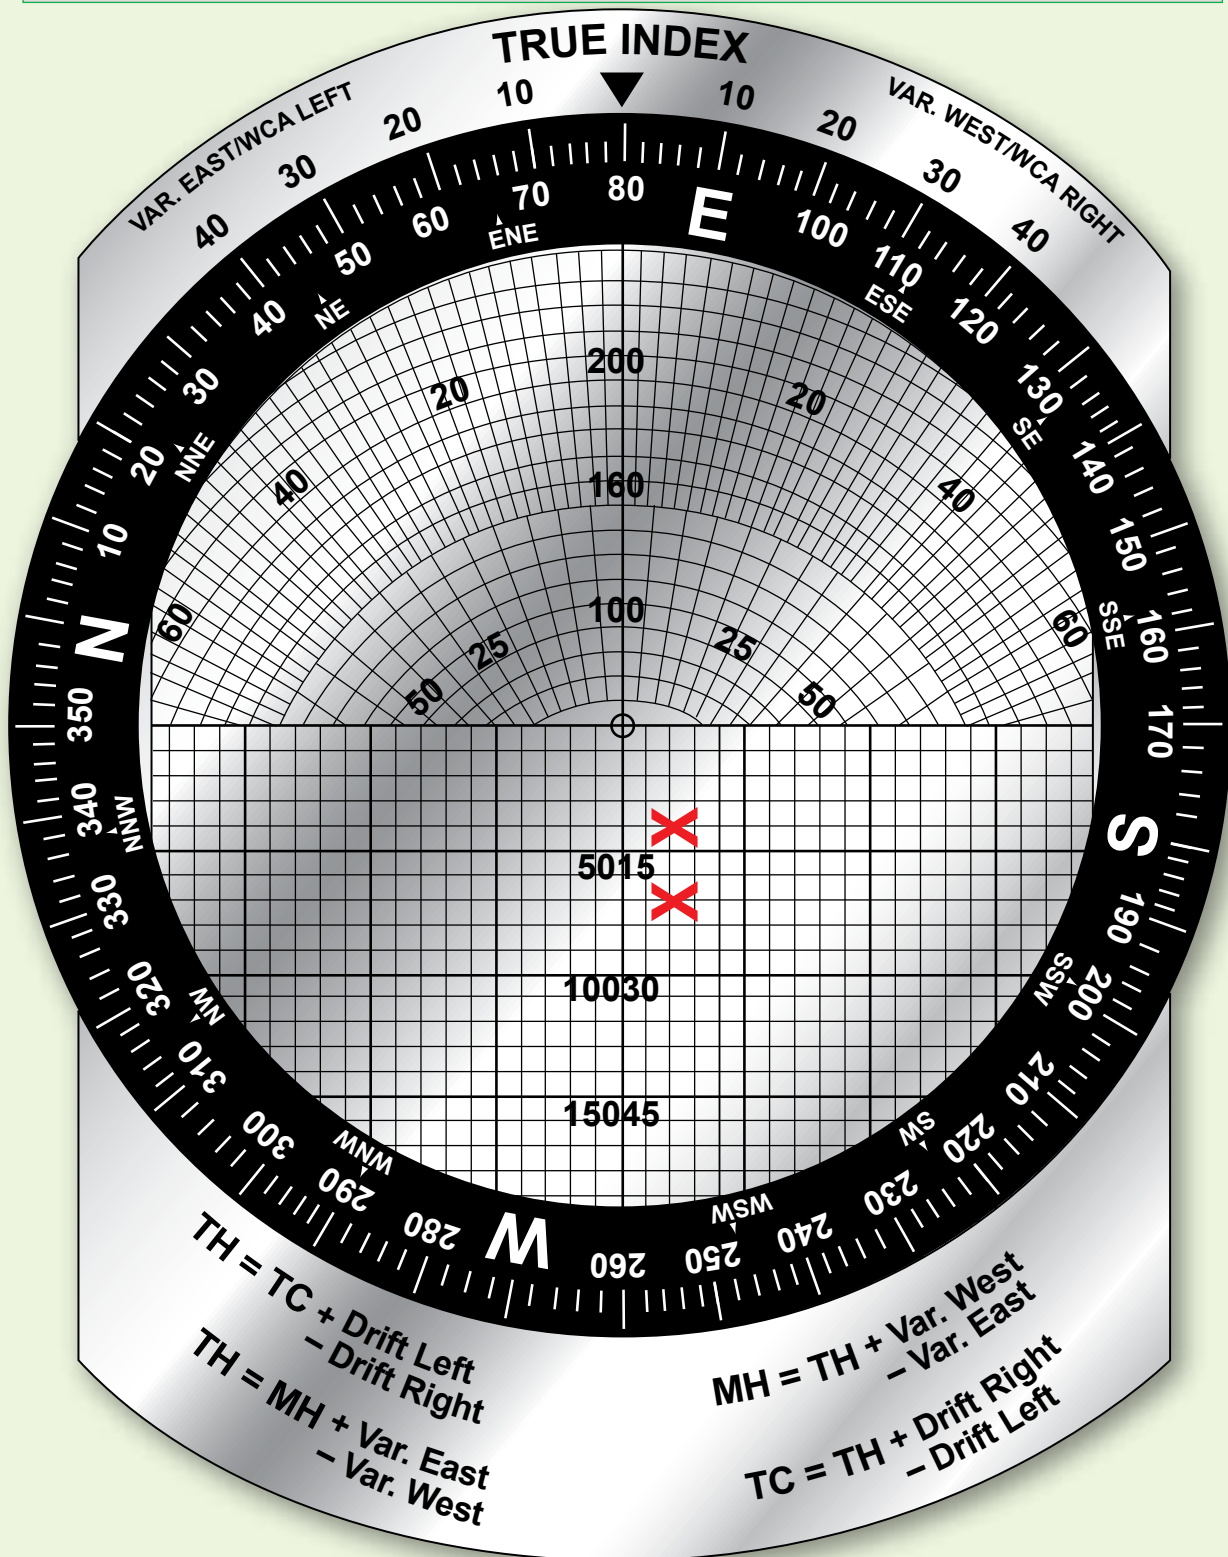 TRUE INDEX
VAR. EAST/WCA LEFT
VAR. WEST/WCA RIGHT
40
30
20
10
10
20
30
40
N
10
20
NNE
30
40
NE
50
60
ENE
70
80
E
100
110
ESE
120
130
SE
140
150
160
SSE
170
S
190
200
SSW
210
220
SW
230
240
WSW
250
260
W
280
290
WNW
300
310
NW
320
330
NNW
340
350
200
20
20
160
40
40
100
60
60
25
25
50
50
X
5015
X
10030
15045
TH = TC + Drift Left
– Drift Right
TH = MH + Var. East
– Var. West
MH = TH + Var. West
– Var. East
TC = TH + Drift Right
– Drift Left